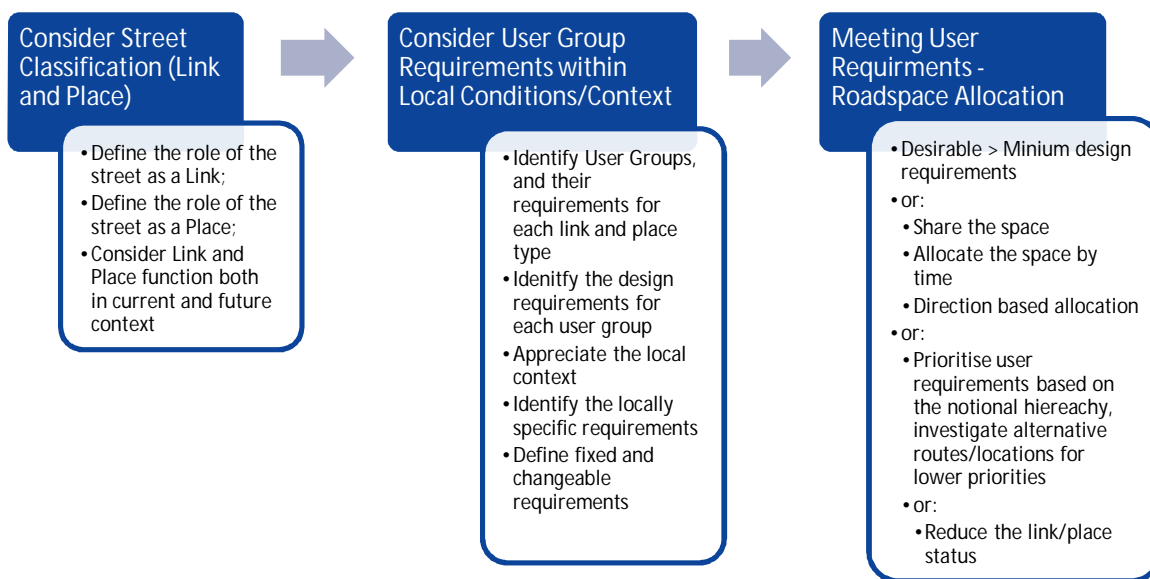 Consider Street
Classification (Link
and Place)
• Define the role of the
street as a Link;
• Define the role of the
street as a Place;
• Consider Link and
Place function both
in current and future
context
Consider User Group
Requirements within
Local Conditions/Context
• Identify User Groups,
and their
requirements for
each link and place
type
• Idenitfy the design
requirements for
each user group
• Appreciate the local
context
• Identify the locally
specific requirements
• Define fixed and
changeable
requirements
Meeting User
Requirments -
Roadspace Allocation
• Desirable > Minium design
requirements
• or:
• Share the space
• Allocate the space by
time
• Direction based allocation
• or:
• Prioritise user
requirements based on
the notional hiereachy,
investigate alternative
routes/locations for
lower priorities
• or:
• Reduce the link/place
status